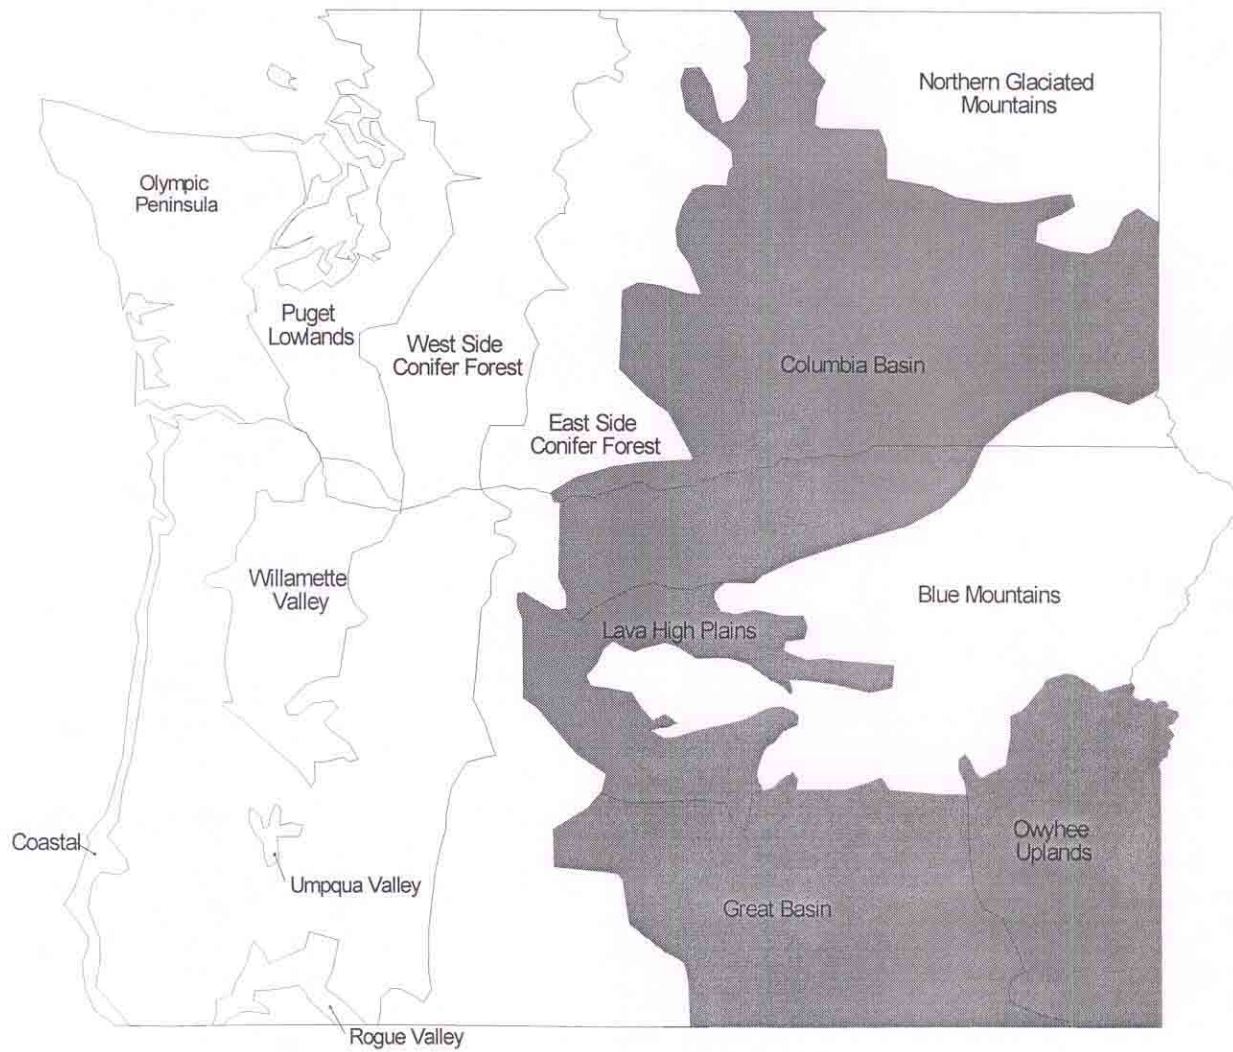 Northern Glaciated
Mountains
Olympic
Peninsula
Puget
Lowlands
West Side
Conifer Forest
Columbia Basin
East Side
Conifer Forest
Willamette
Valley
Blue Mountains
Lava High Plains
Coastal
Umpqua Valley
Owyhee
Uplands
Great Basin
Rogue Valley